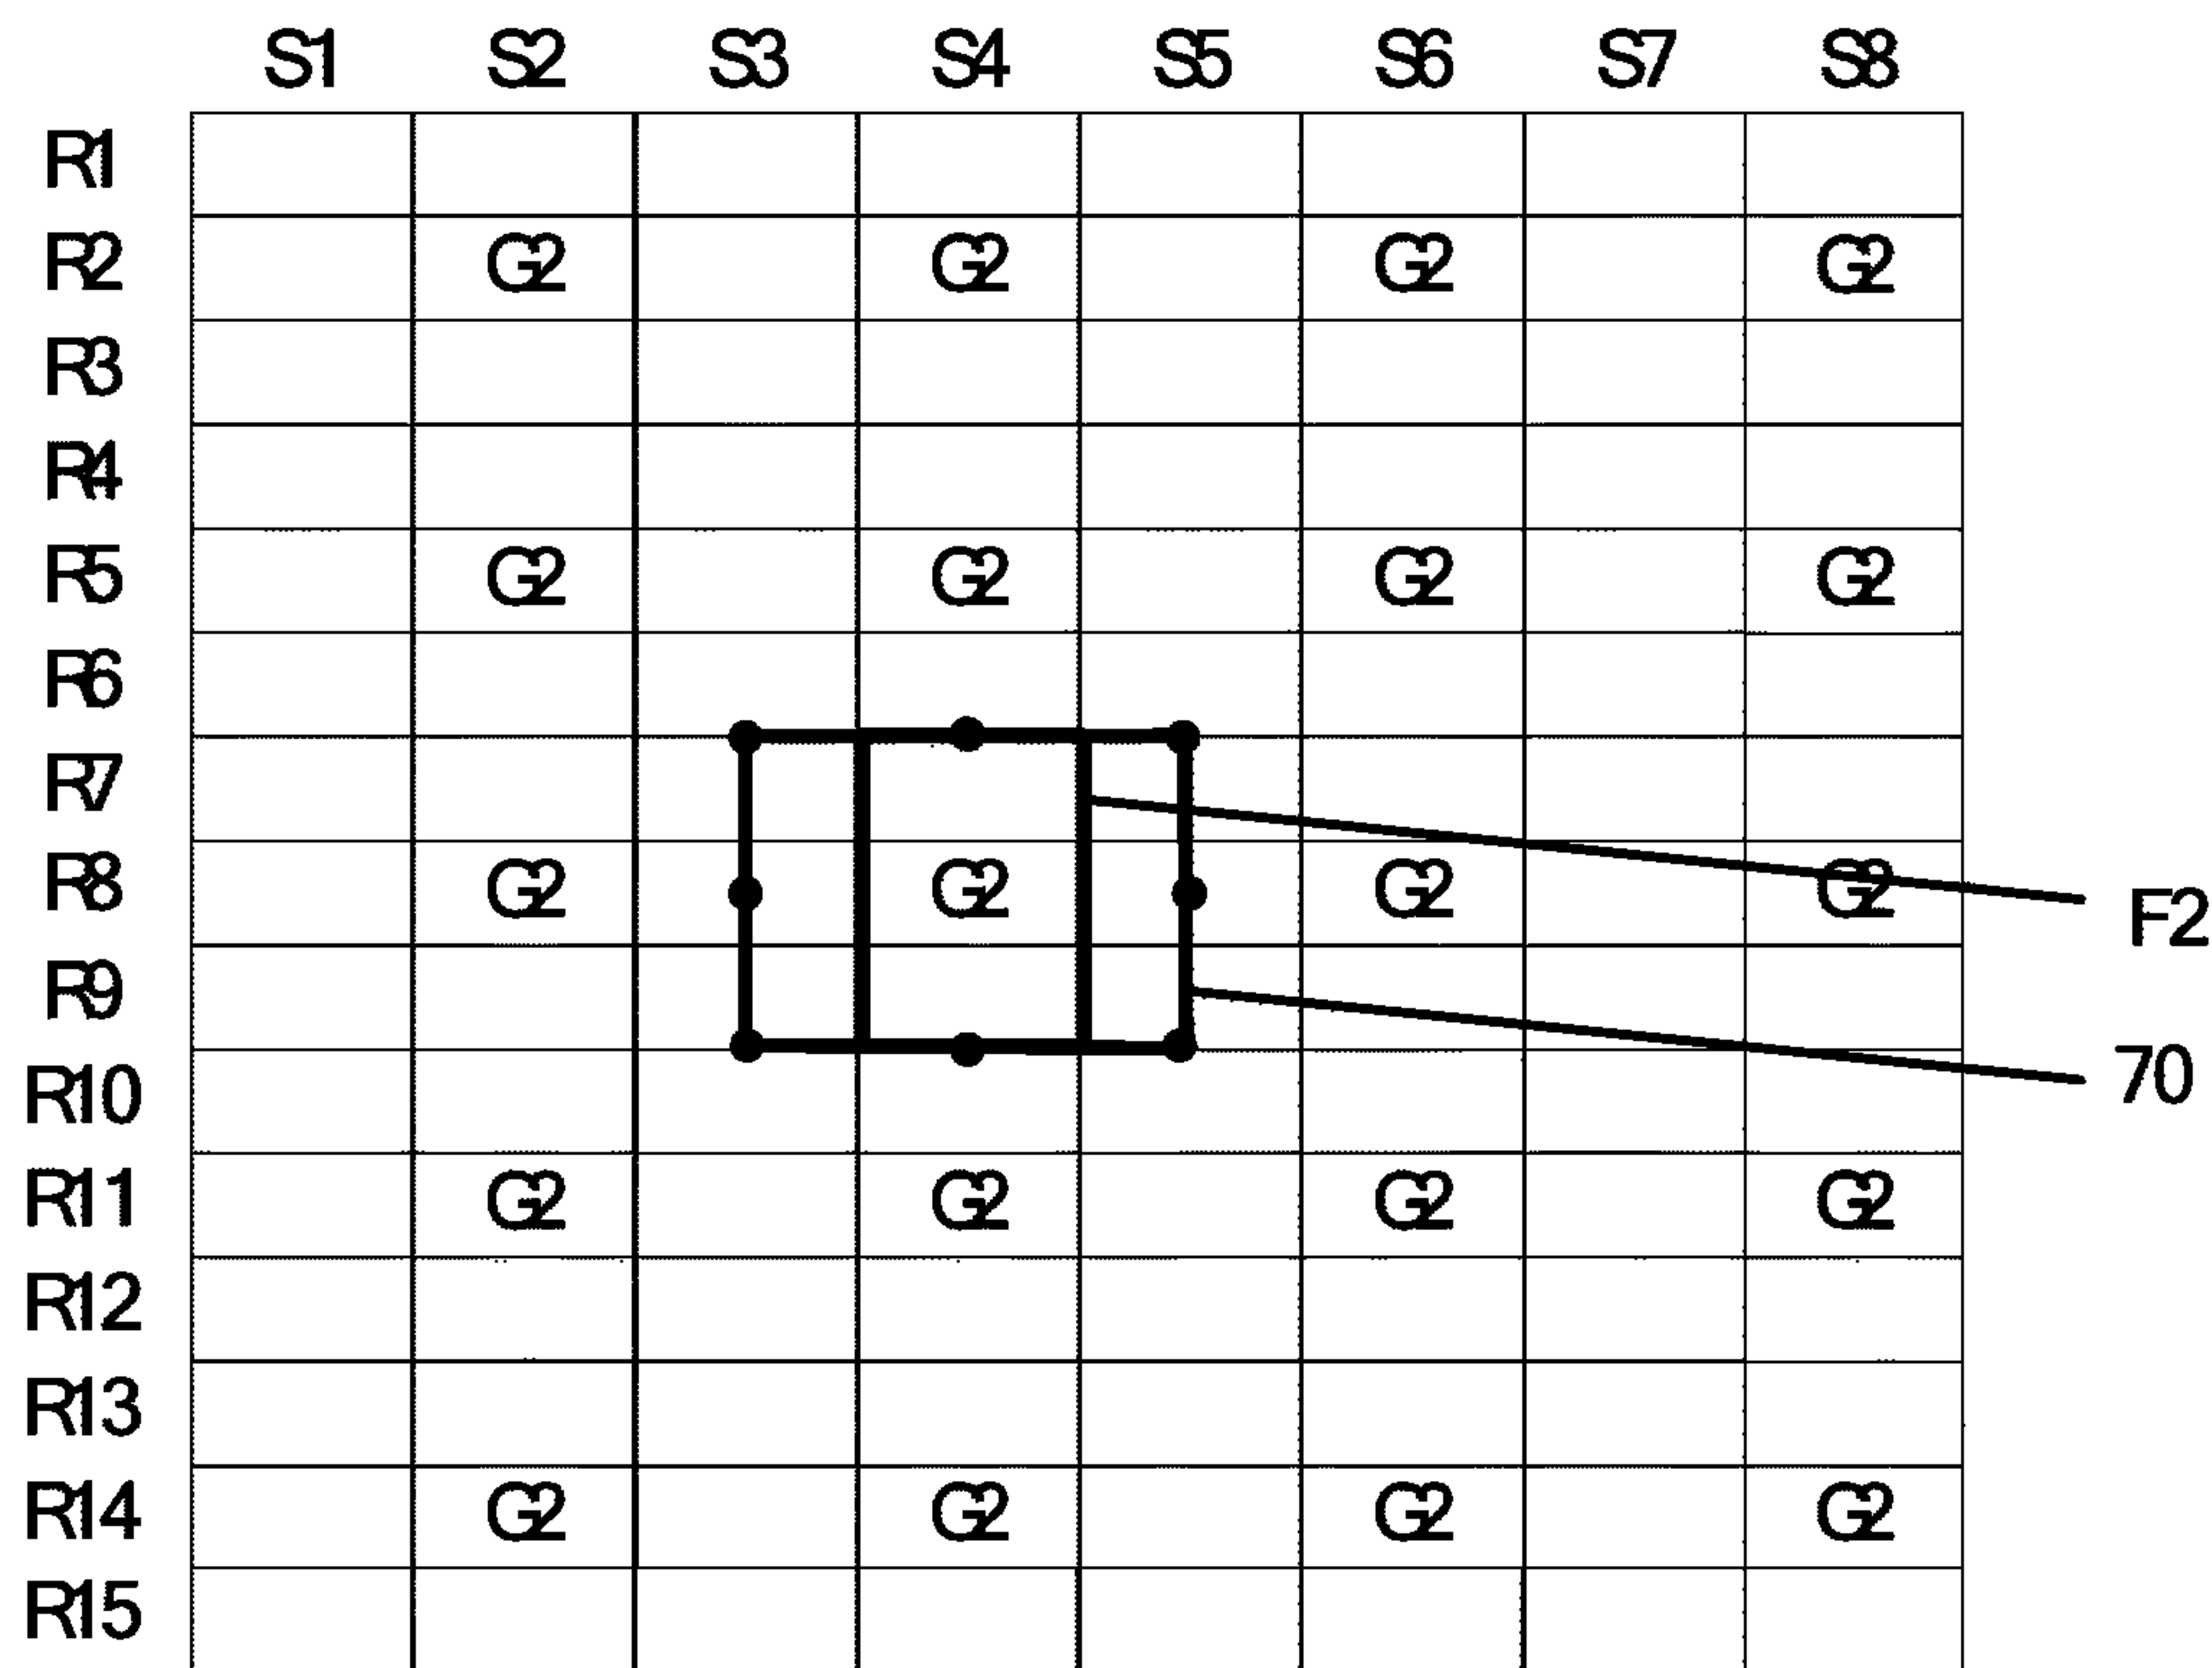 S1 S2 S3 S4 S5 S6 S7 S8
R1
R2 G2 G2 G2 G2
R3
R4
R5 G2 G2 G2 G2
R6
R7
R8 G2 G2 G2 G2
F2
R9
R10
70
R11 G2 G2 G2 G2
R12
R13
R14 G2 G2 G2 G2
R15